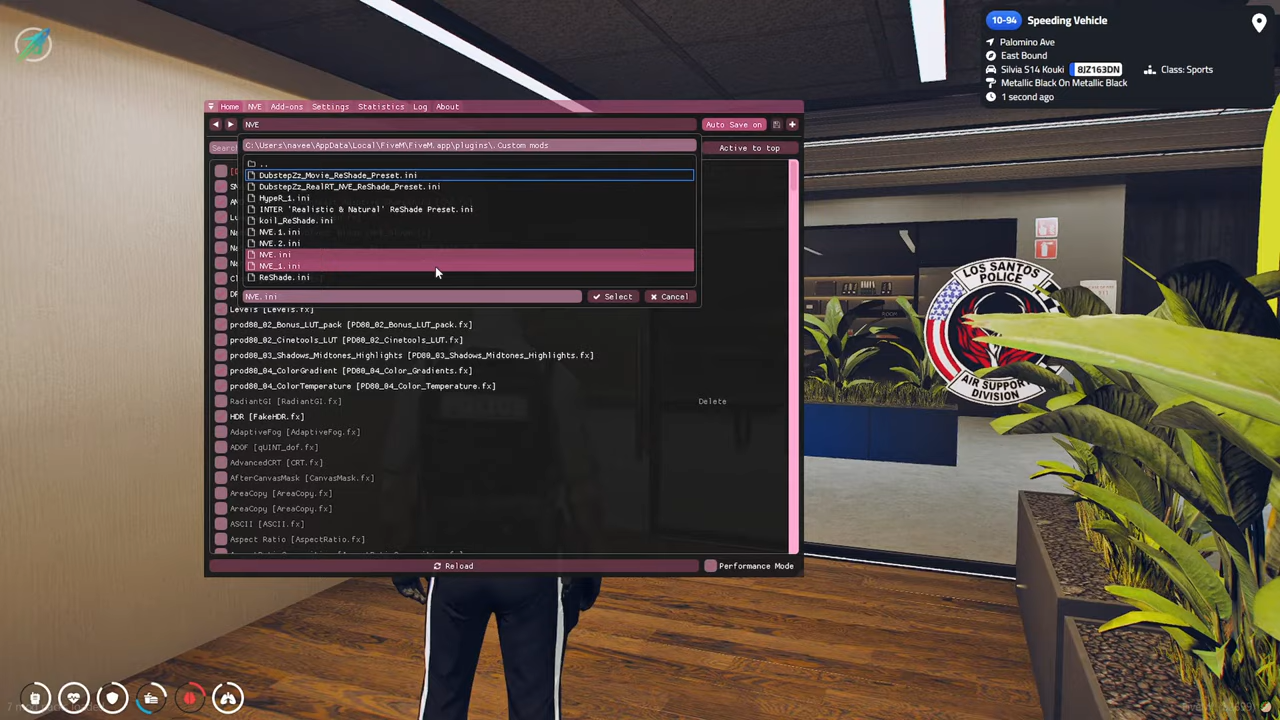 10-94 Speeding Vehicle
Palomino Ave
East Bound
Silvia S14 Kouki 8JZ163DN Class: Sports
Metallic Black On Metallic Black
1 second ago
Home NVE Add-ons Settings Statistics Log About
NVE Auto Save on
C:\Users\navee\AppData\Local\FiveM\FiveM.app\plugins\.Custom mods
Active to top
..
DubstepZz_Movie_ReShade_Preset.ini
DubstepZz_RealRT_NVE_ReShade_Preset.ini
HypeR_1.ini
INTER 'Realistic & Natural' ReShade Preset.ini
koil_ReShade.ini
NVE.1.ini
NVE.2.ini
NVE.ini
NVE_1.ini
ReShade.ini
NVE.ini Select Cancel
Levels [Levels.fx]
prod80_02_Bonus_LUT_pack [PD80_02_Bonus_LUT_pack.fx]
prod80_02_Cinetools_LUT [PD80_02_Cinetools_LUT.fx]
prod80_03_Shadows_Midtones_Highlights [PD80_03_Shadows_Midtones_Highlights.fx]
prod80_04_ColorGradient [PD80_04_Color_Gradients.fx]
prod80_04_ColorTemperature [PD80_04_Color_Temperature.fx]
RadiantGI [RadiantGI.fx]
Delete
HDR [FakeHDR.fx]
AdaptiveFog [AdaptiveFog.fx]
ADOF [qUINT_dof.fx]
AdvancedCRT [CRT.fx]
AfterCanvasMask [CanvasMask.fx]
AreaCopy [AreaCopy.fx]
AreaCopy [AreaCopy.fx]
ASCII [ASCII.fx]
Aspect Ratio [AspectRatio.fx]
Reload Performance Mode
LOS SANTOS
POLICE
AIR SUPPORT
DIVISION